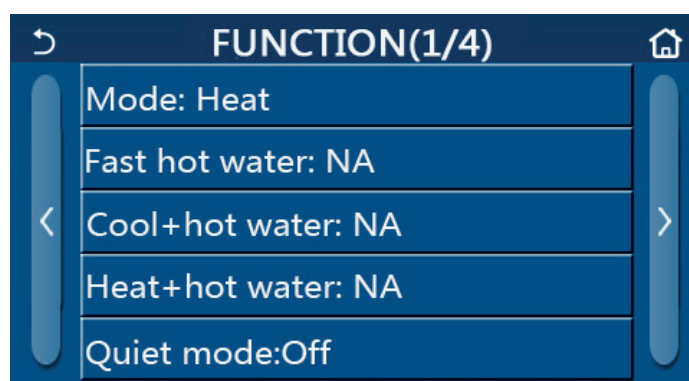 FUNCTION(1/4)
Mode: Heat
Fast hot water: NA
Cool+hot water: NA
Heat+hot water: NA
Quiet mode:Off